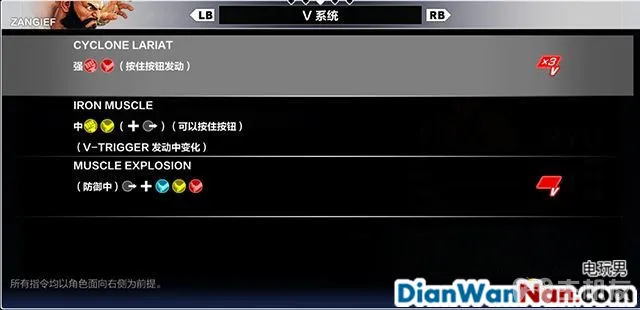 ZANGIEF
LB V 系统 RB
CYCLONE LARIAT
强 (按住按钮发动)
×3
V
IRON MUSCLE
中 ( + ) (可以按住按钮)
(V-TRIGGER 发动中变化)
MUSCLE EXPLOSION
(防御中) +
V
所有指令均以角色面向右侧为前提。
电玩男
DianWanNan.com